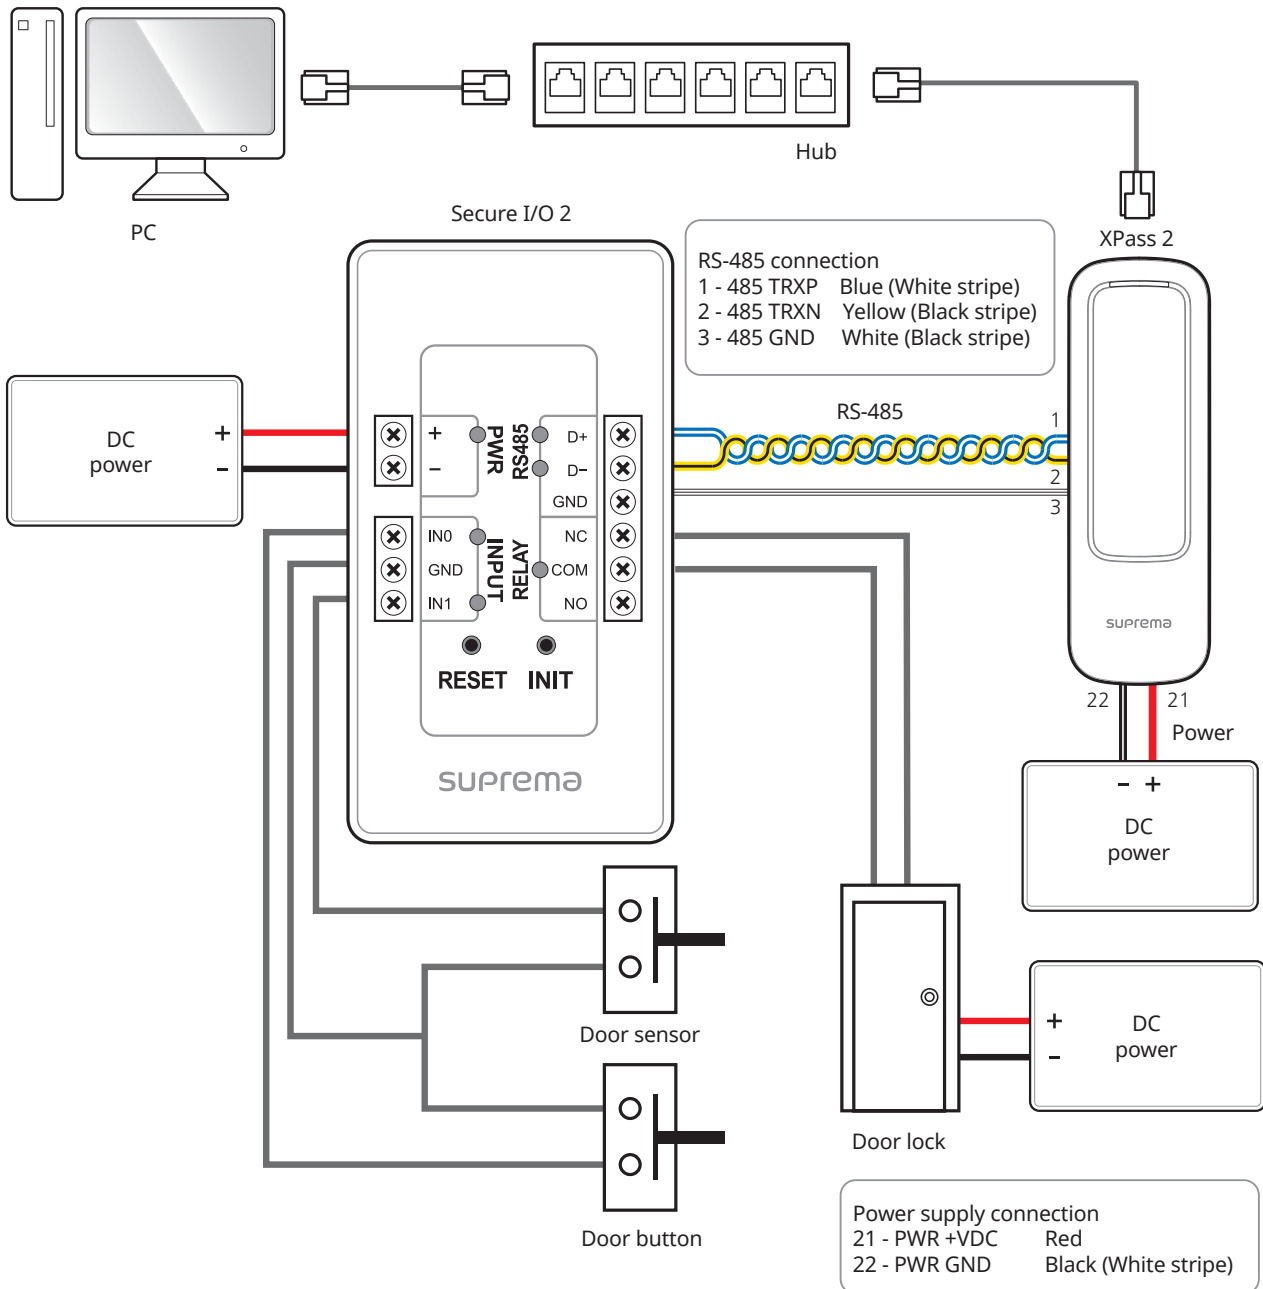 Hub
PC
Secure I/O 2
XPass 2
RS-485 connection
1 - 485 TRXP Blue (White stripe)
2 - 485 TRXN Yellow (Black stripe)
3 - 485 GND White (Black stripe)
DC
power
+
−
+
−
PWR
RS485
D+
D−
GND
RS-485
1
2
3
IN0
GND
IN1
INPUT
RELAY
NC
COM
NO
RESET INIT
suprema
suprema
22
21
Power
− +
DC
power
Door sensor
+
−
DC
power
Door lock
Door button
Power supply connection
21 - PWR +VDC Red
22 - PWR GND Black (White stripe)